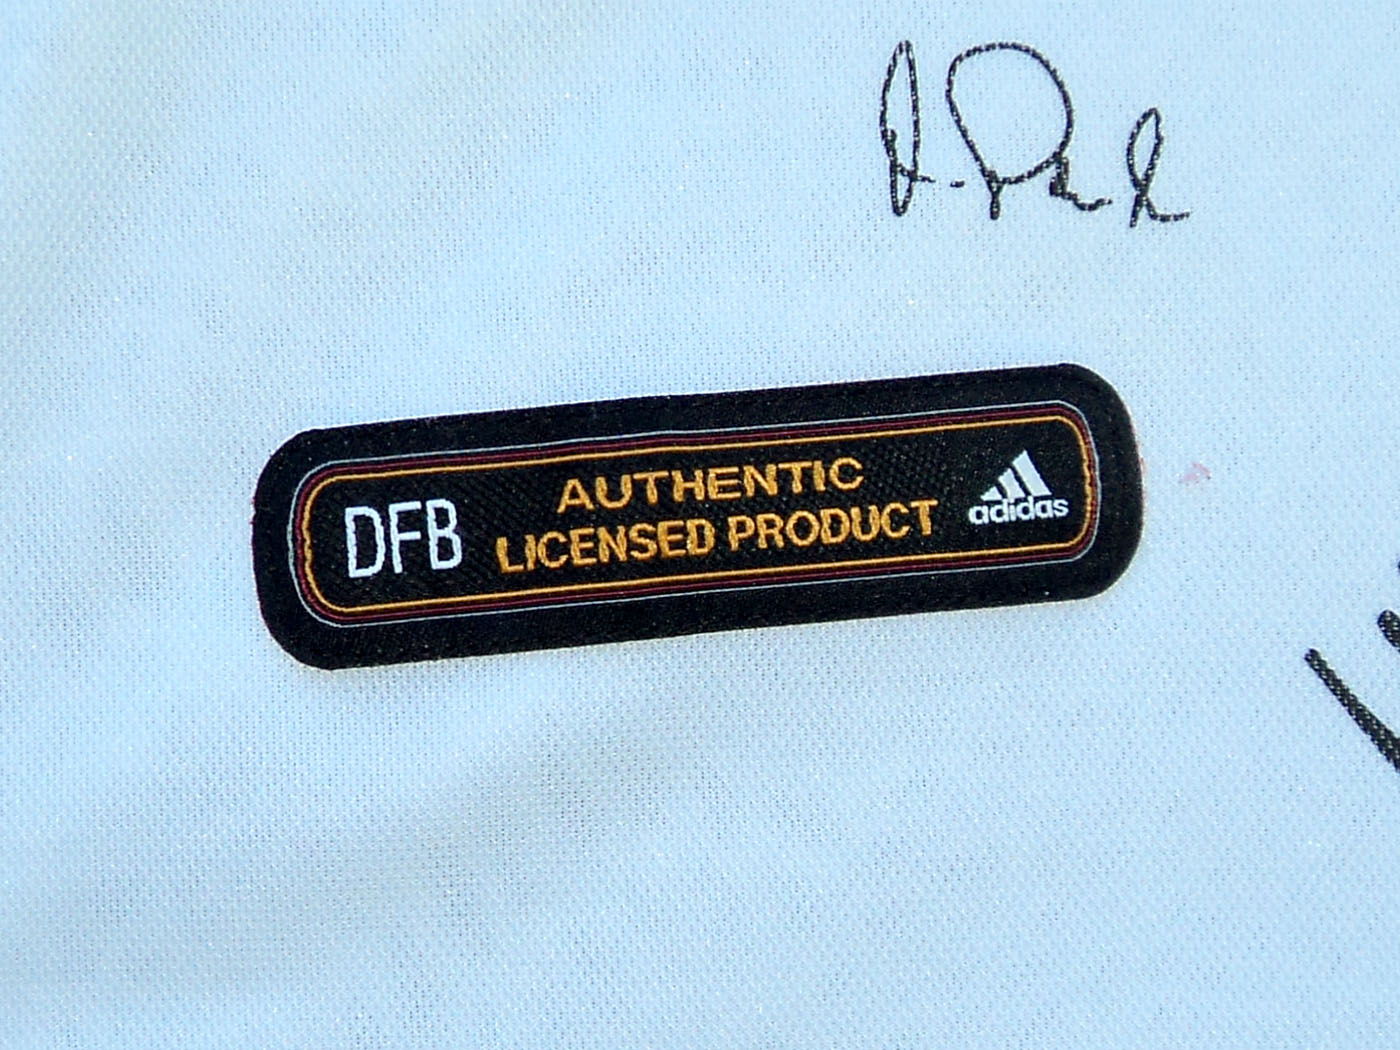 DFB
AUTHENTIC
LICENSED PRODUCT
adidas